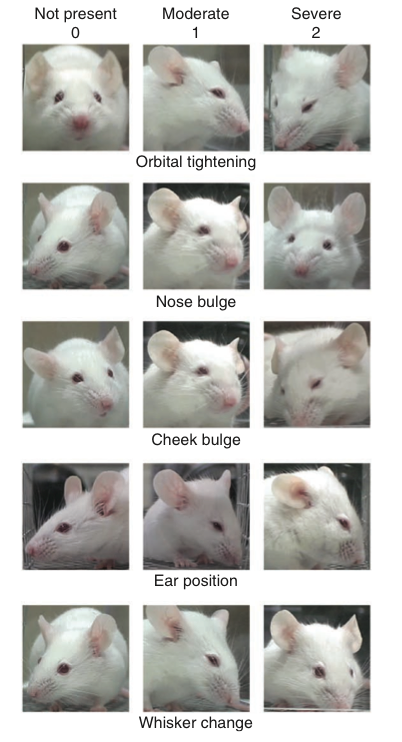 Not present Moderate Severe
0 1 2
Orbital tightening
Nose bulge
Cheek bulge
Ear position
Whisker change